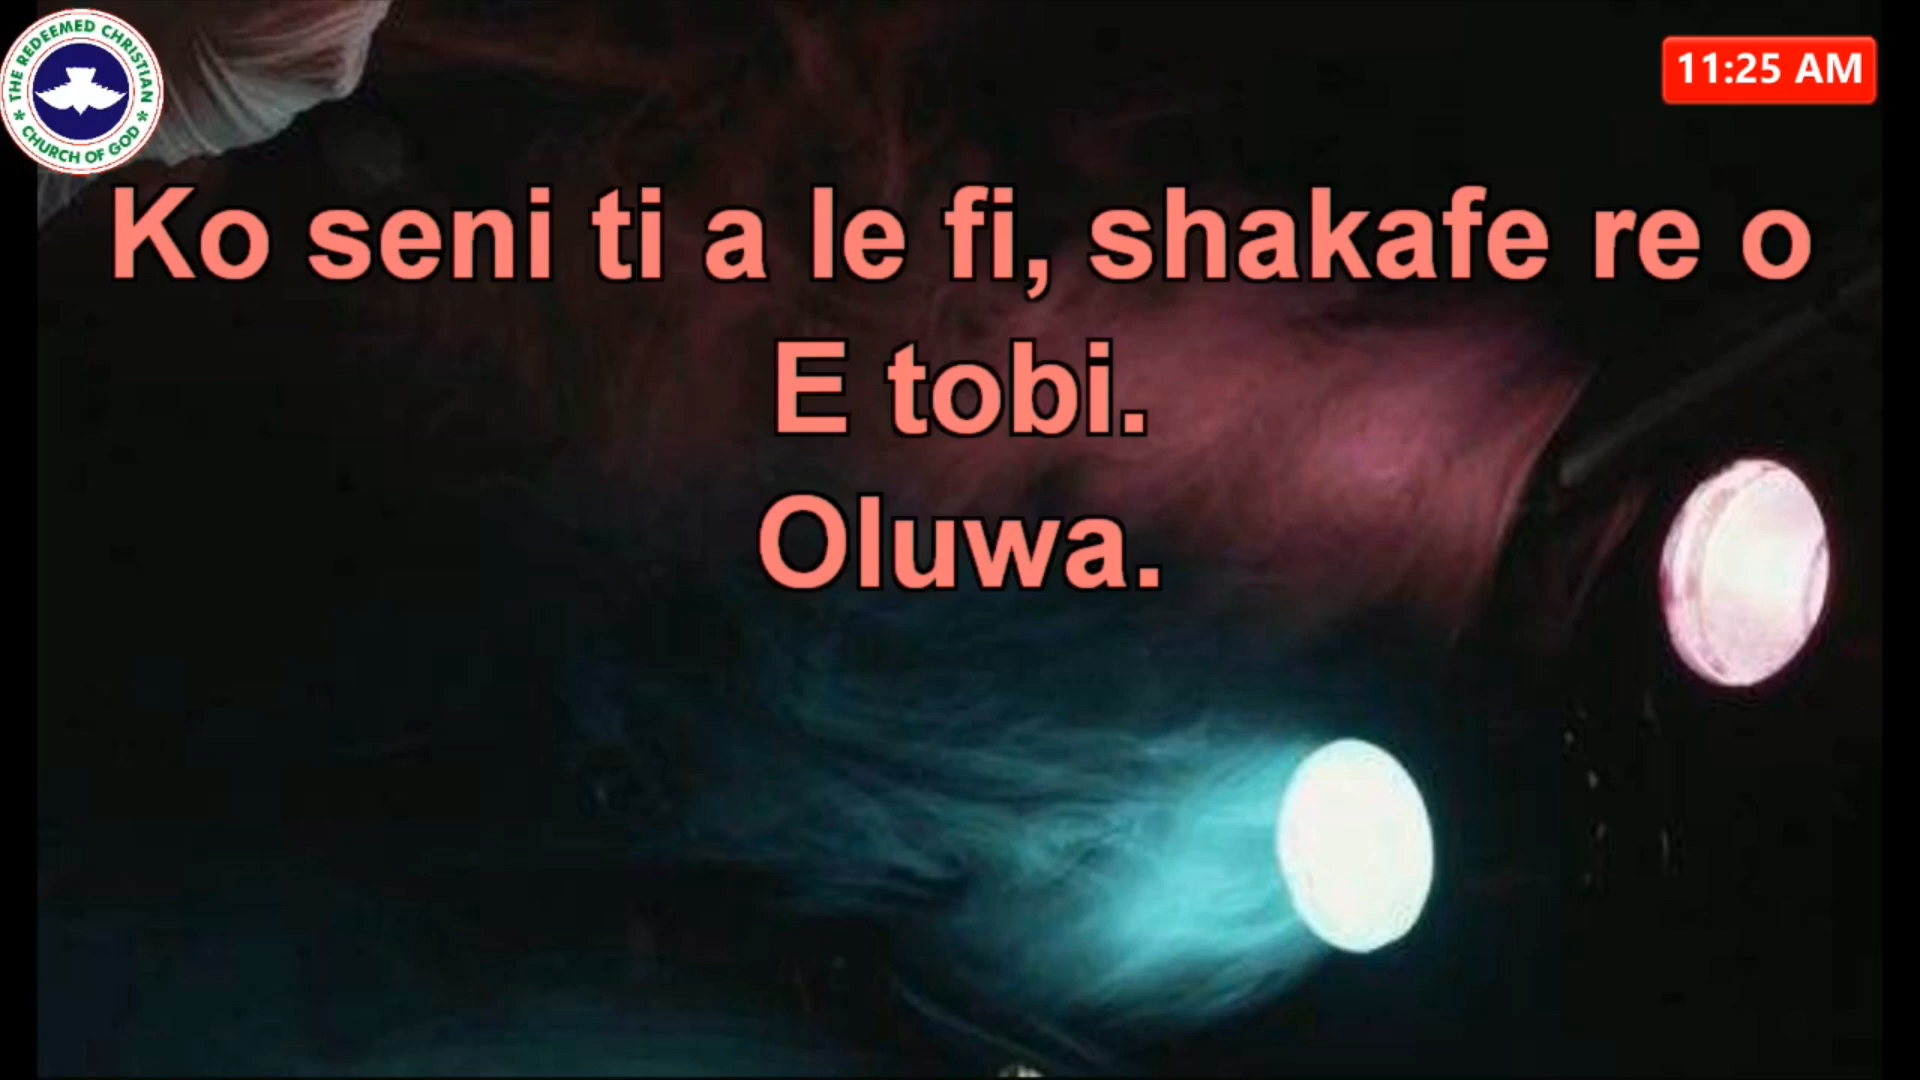 THE REDEEMED CHRISTIAN
* CHURCH OF GOD *
11:25 AM
Ko seni ti a le fi, shakafe re o
E tobi.
Oluwa.